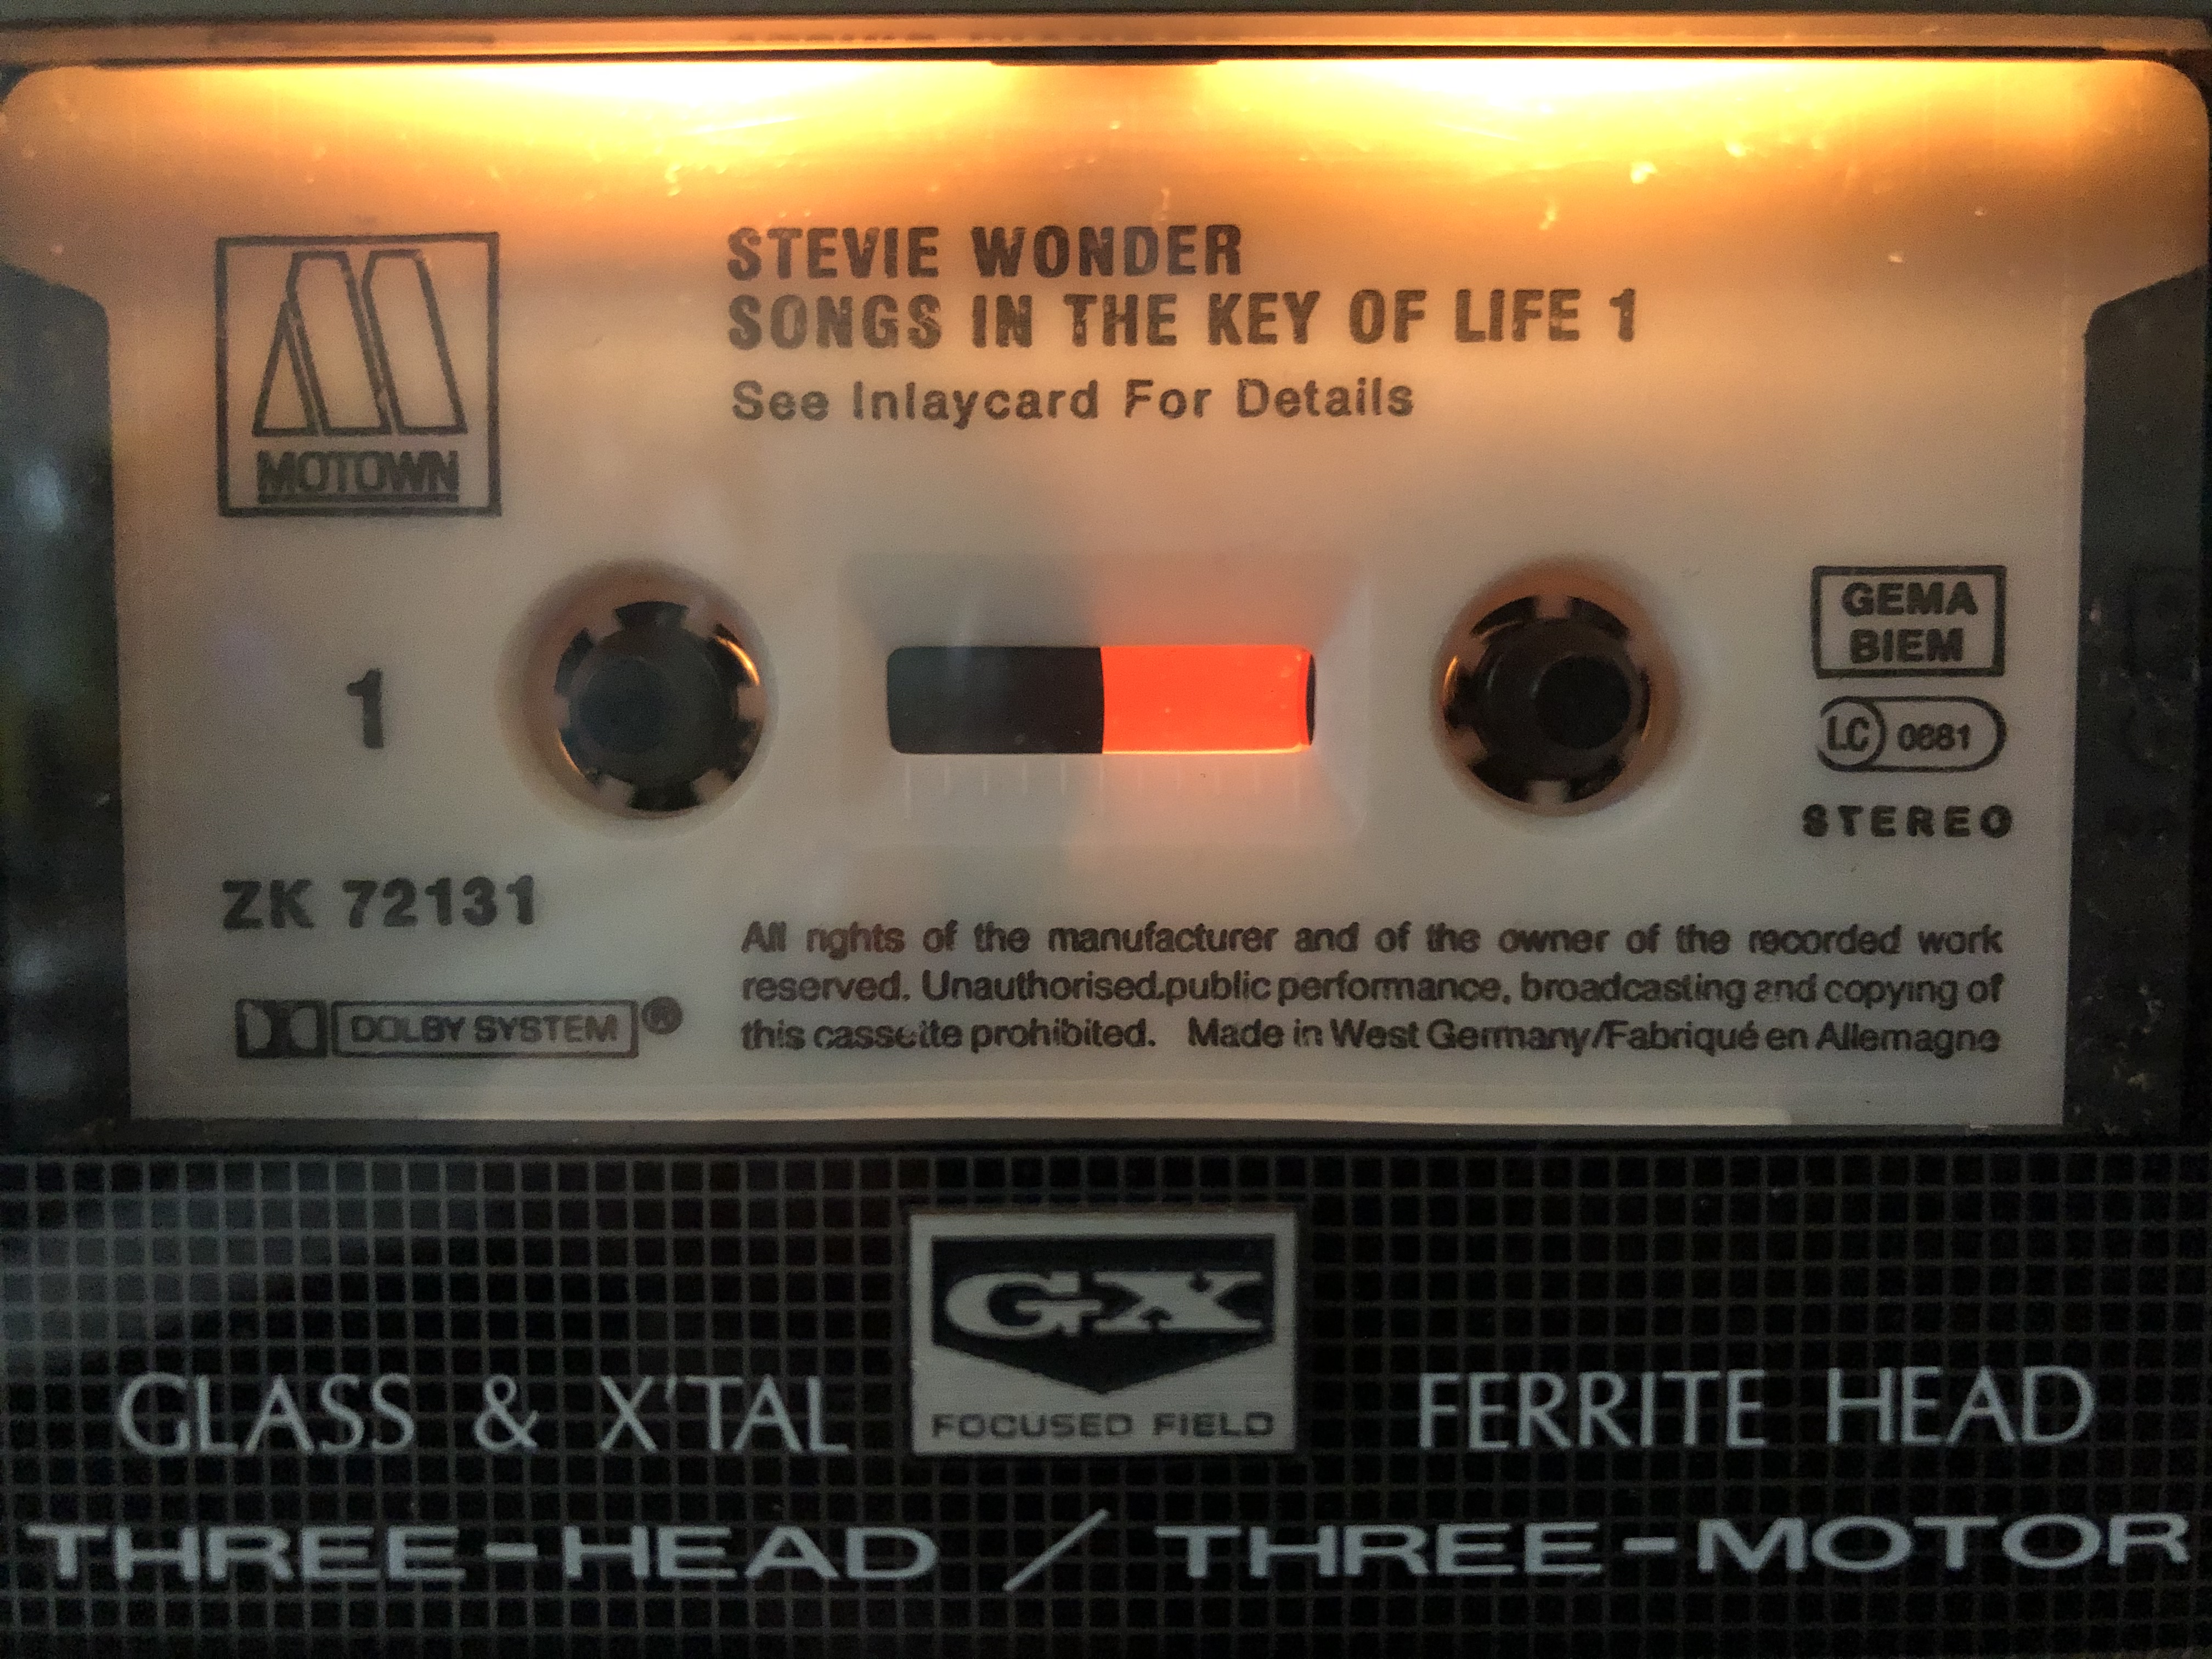 STEVIE WONDER
SONGS IN THE KEY OF LIFE 1
See Inlaycard For Details
MOTOWN
1
GEMA
BIEM
LC 0881
STEREO
ZK 72131
DOLBY SYSTEM ®
All rights of the manufacturer and of the owner of the recorded work
reserved. Unauthorised public performance, broadcasting and copying of
this cassette prohibited. Made in West Germany/Fabriqué en Allemagne
GX
FOCUSED FIELD
GLASS & X'TAL FERRITE HEAD
THREE-HEAD / THREE-MOTOR